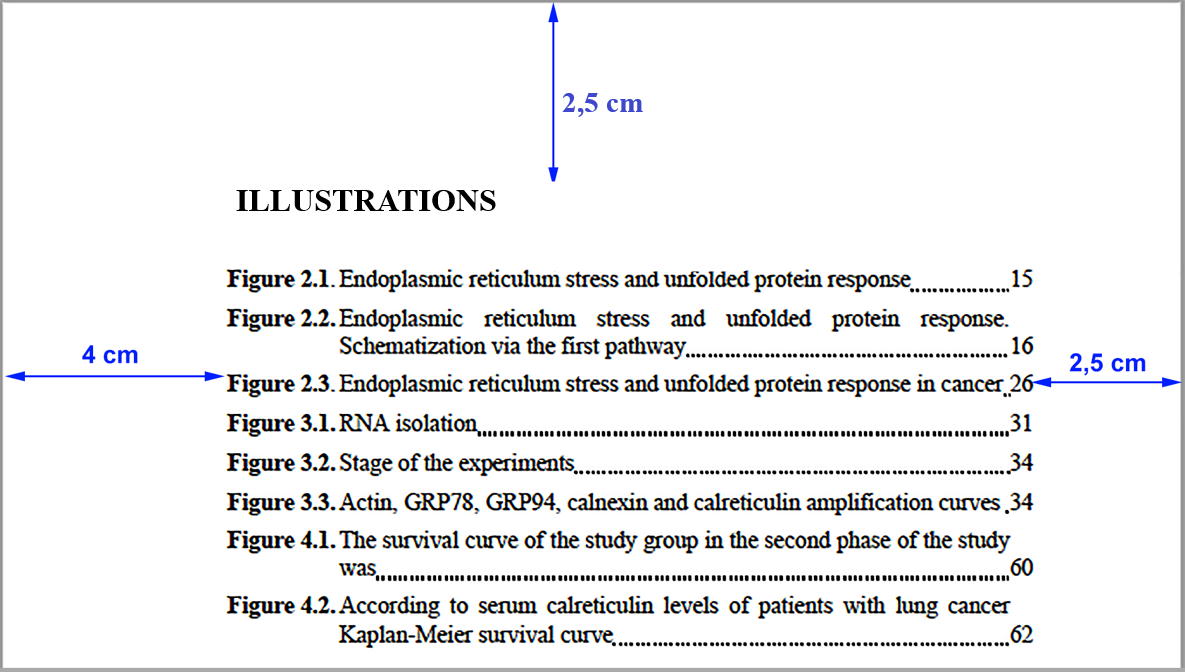 2,5 cm
ILLUSTRATIONS
Figure 2.1. Endoplasmic reticulum stress and unfolded protein response..................15
Figure 2.2. Endoplasmic reticulum stress and unfolded protein response.
Schematization via the first pathway..................16
4 cm
2,5 cm
Figure 2.3. Endoplasmic reticulum stress and unfolded protein response in cancer..26
Figure 3.1. RNA isolation..................31
Figure 3.2. Stage of the experiments..................34
Figure 3.3. Actin, GRP78, GRP94, calnexin and calreticulin amplification curves .34
Figure 4.1. The survival curve of the study group in the second phase of the study
was..................60
Figure 4.2. According to serum calreticulin levels of patients with lung cancer
Kaplan-Meier survival curve..................62